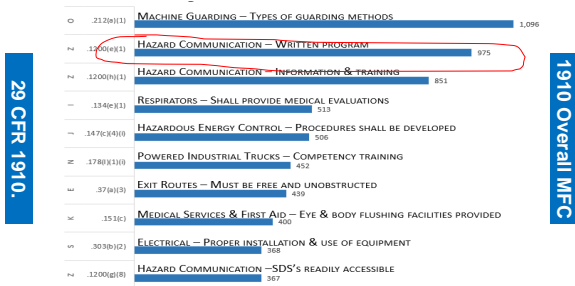 29 CFR 1910.
1910 Overall MFC
O .212(a)(1) MACHINE GUARDING – TYPES OF GUARDING METHODS
1,096
Z .1200(e)(1) HAZARD COMMUNICATION – WRITTEN PROGRAM
975
Z .1200(h)(1) HAZARD COMMUNICATION – INFORMATION & TRAINING
851
I .134(e)(1) RESPIRATORS – SHALL PROVIDE MEDICAL EVALUATIONS
513
J .147(c)(4)(i) HAZARDOUS ENERGY CONTROL – PROCEDURES SHALL BE DEVELOPED
506
N .178(l)(1)(i) POWERED INDUSTRIAL TRUCKS – COMPETENCY TRAINING
452
E .37(a)(3) EXIT ROUTES – MUST BE FREE AND UNOBSTRUCTED
439
K .151(c) MEDICAL SERVICES & FIRST AID – EYE & BODY FLUSHING FACILITIES PROVIDED
400
S .303(b)(2) ELECTRICAL – PROPER INSTALLATION & USE OF EQUIPMENT
368
Z .1200(g)(8) HAZARD COMMUNICATION –SDS'S READILY ACCESSIBLE
367